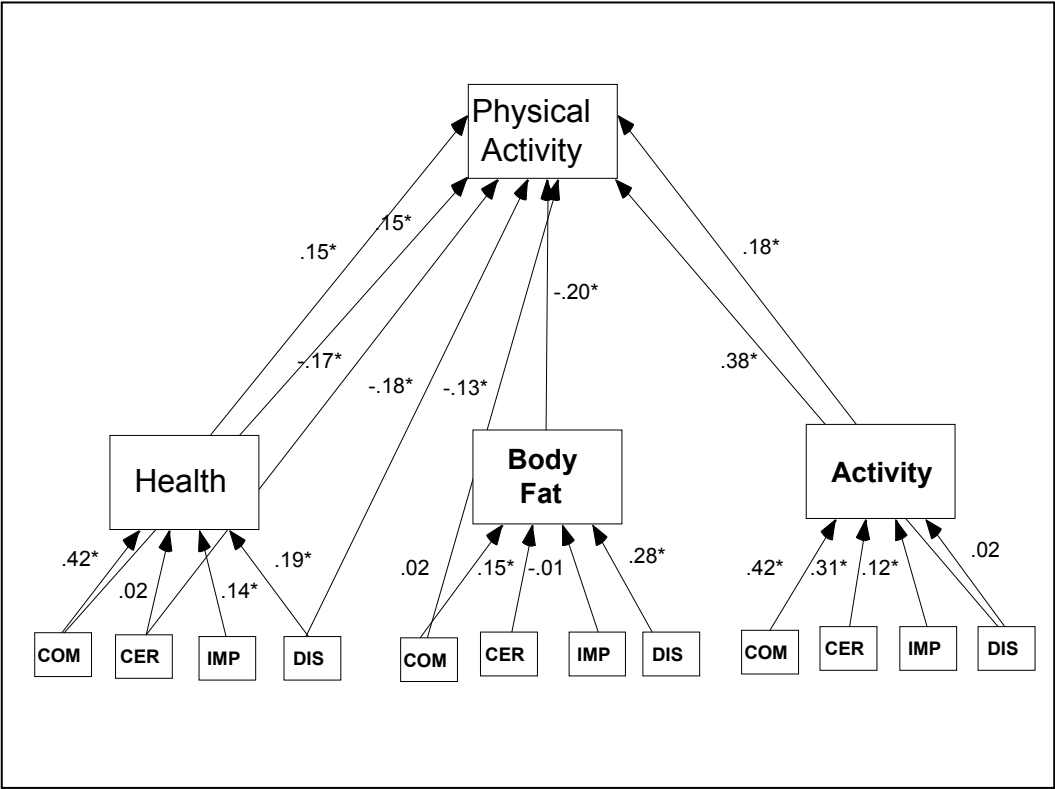 Physical
Activity
.15*
.15*
.18*
-.20*
-.17*
-.18*
-.13*
.38*
Health
Body
Fat
Activity
.42*
.02
.14*
.19*
.02
.15*
-.01
.28*
.42*
.31*
.12*
.02
COM
CER
IMP
DIS
COM
CER
IMP
DIS
COM
CER
IMP
DIS